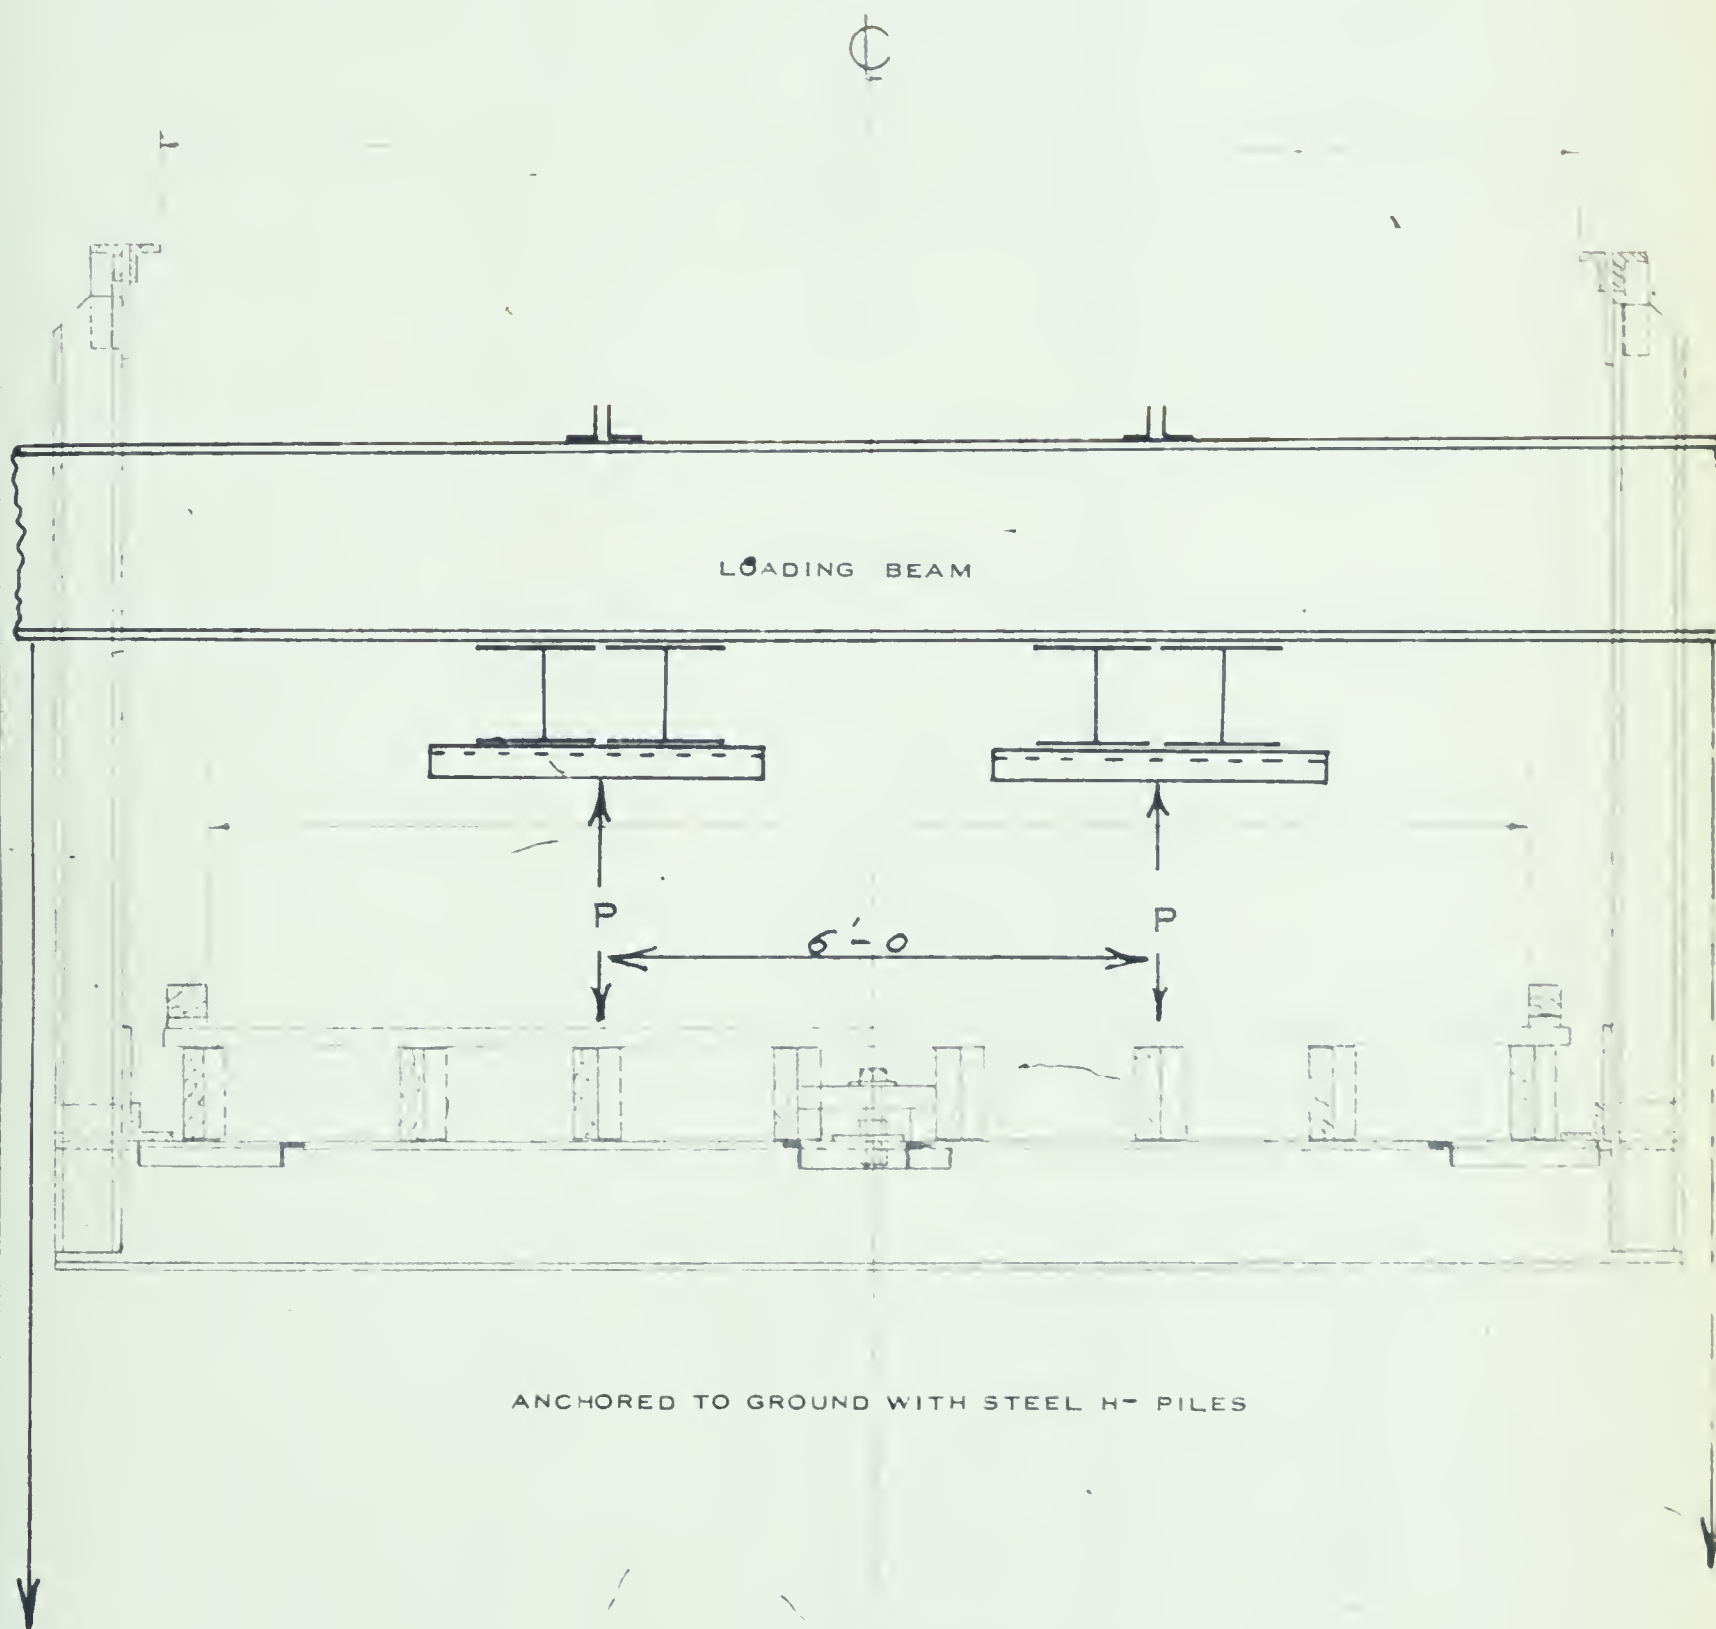 ℄
LOADING BEAM
P P
6'-0
ANCHORED TO GROUND WITH STEEL H- PILES